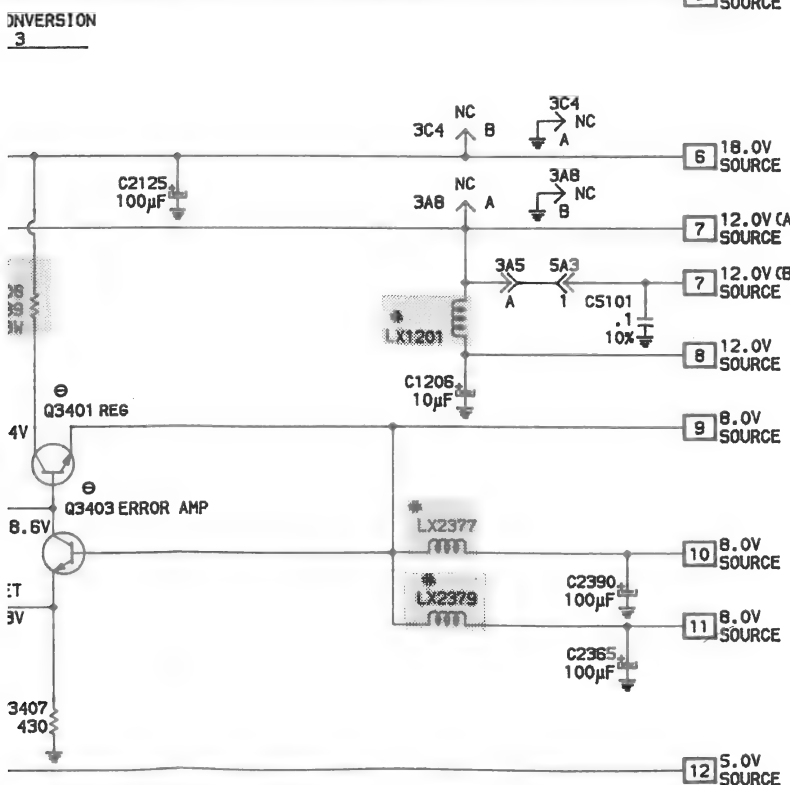 SOURCE
ONVERSION
3
3C4
NC
B
3C4
NC
A
6
18.0V
SOURCE
C2125
100µF
+
NC
3A8
A
3A8
NC
B
7
12.0V (A
SOURCE
3A5
A
5A3
1
C5101
.1
10%
7
12.0V (B
SOURCE
*
LX1201
8
12.0V
SOURCE
C1206
10µF
+
Q3401 REG
9
8.0V
SOURCE
4V
Q3403 ERROR AMP
8.6V
*
LX2377
10
8.0V
SOURCE
C2390
100µF
+
*
LX2379
ET
3V
11
8.0V
SOURCE
C2365
100µF
+
3407
430
12
5.0V
SOURCE